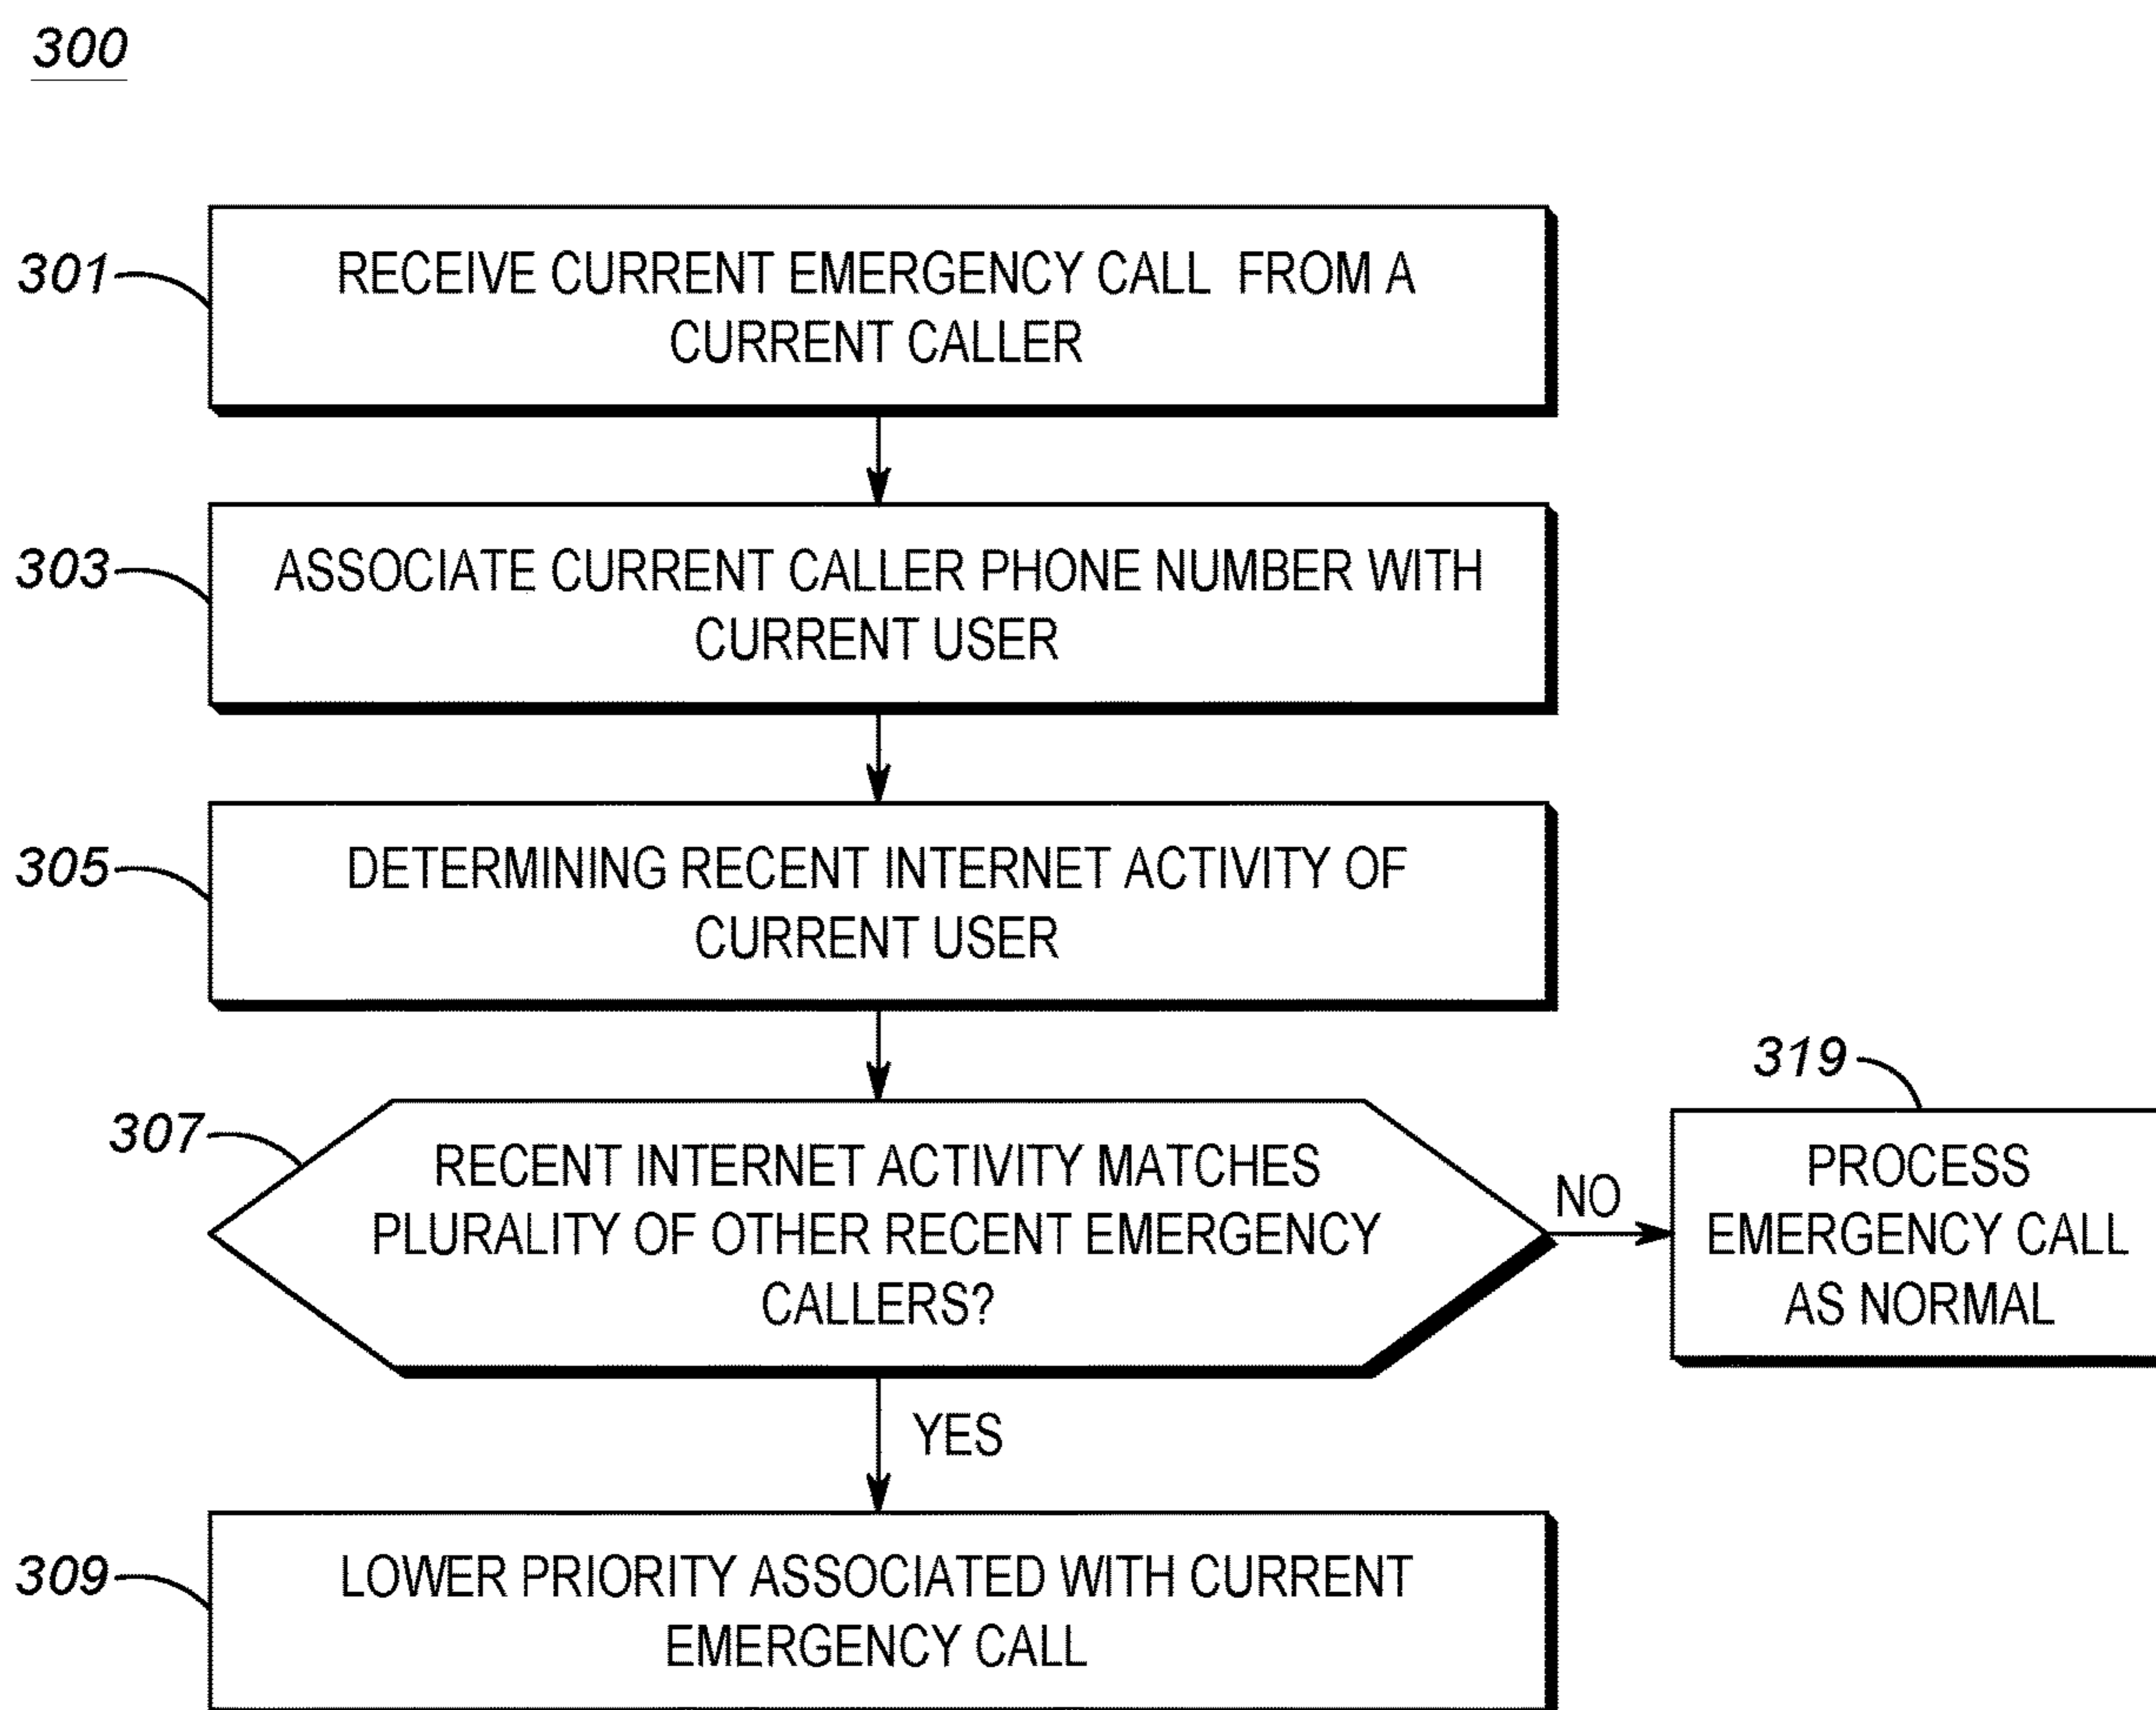 300
301
RECEIVE CURRENT EMERGENCY CALL FROM A
CURRENT CALLER
303
ASSOCIATE CURRENT CALLER PHONE NUMBER WITH
CURRENT USER
305
DETERMINING RECENT INTERNET ACTIVITY OF
CURRENT USER
307
RECENT INTERNET ACTIVITY MATCHES
PLURALITY OF OTHER RECENT EMERGENCY
CALLERS?
NO
319
PROCESS
EMERGENCY CALL
AS NORMAL
YES
309
LOWER PRIORITY ASSOCIATED WITH CURRENT
EMERGENCY CALL